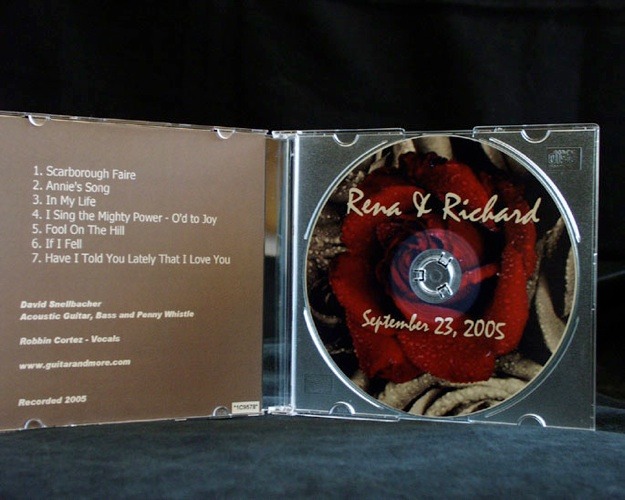 1. Scarborough Faire
2. Annie's Song
3. In My Life
4. I Sing the Mighty Power - O'd to Joy
5. Fool On The Hill
6. If I Fell
7. Have I Told You Lately That I Love You
David Snellbacher
Acoustic Guitar, Bass and Penny Whistle
Robbin Cortez - Vocals
www.guitarandmore.com
Recorded 2005
Rena & Richard
September 23, 2005